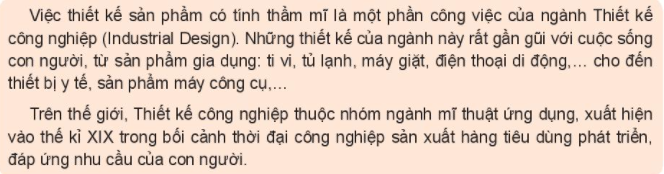 Việc thiết kế sản phẩm có tính thẩm mĩ là một phần công việc của ngành Thiết kế
công nghiệp (Industrial Design). Những thiết kế của ngành này rất gần gũi với cuộc sống
con người, từ sản phẩm gia dụng: ti vi, tủ lạnh, máy giặt, điện thoại di động,... cho đến
thiết bị y tế, sản phẩm máy công cụ,...
Trên thế giới, Thiết kế công nghiệp thuộc nhóm ngành mĩ thuật ứng dụng, xuất hiện
vào thế kỉ XIX trong bối cảnh thời đại công nghiệp sản xuất hàng tiêu dùng phát triển,
đáp ứng nhu cầu của con người.